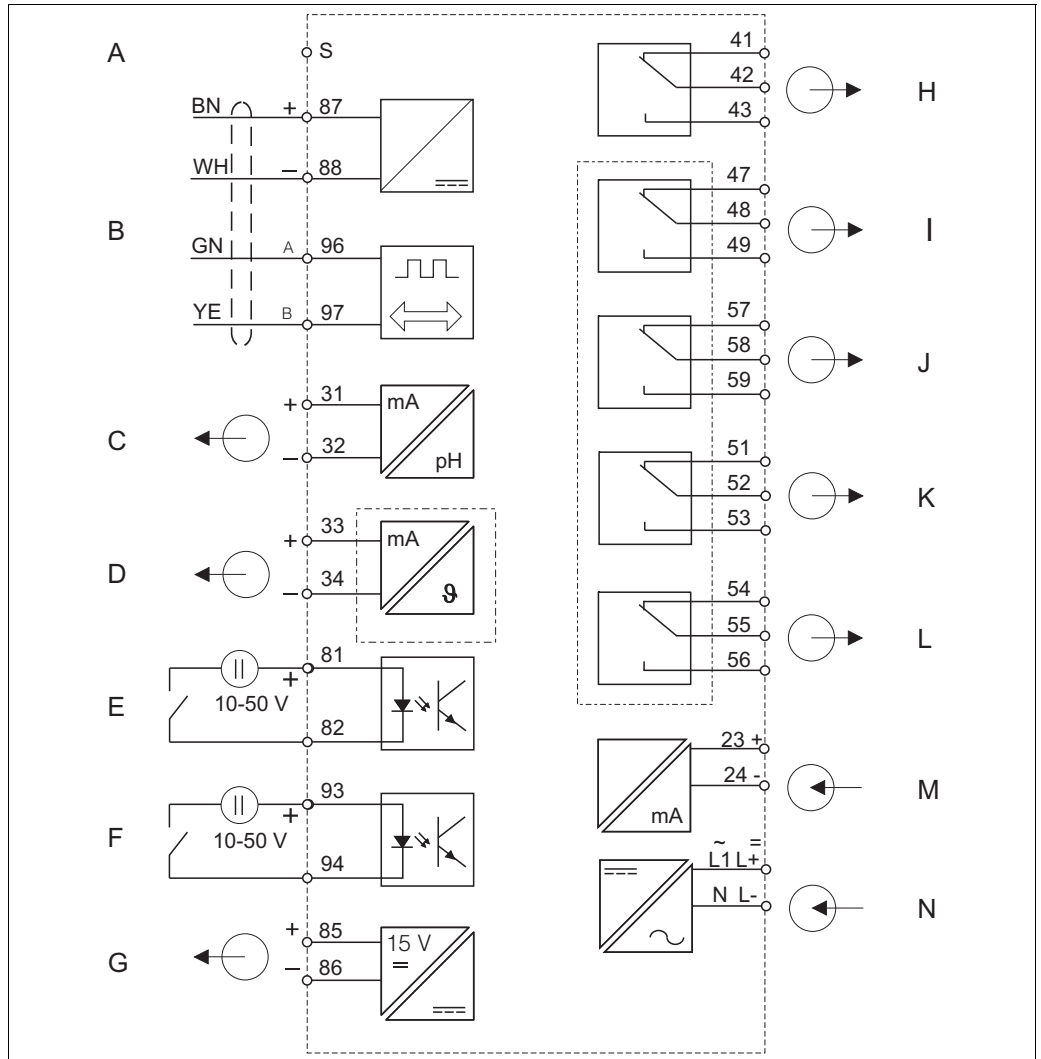 A
S
BN + 87
WH – 88
B
GN A 96
YE B 97
C
+ 31 mA
– 32 pH
D
+ 33 mA
– 34 ϑ
E
81
+
10-50 V
82
F
93
+
10-50 V
94
G
+ 85 15 V
– 86
41
42
43
H
47
48
49
I
57
58
59
J
51
52
53
K
54
55
56
L
23 +
24 -
mA
M
~ =
L1 L+
N L-
N